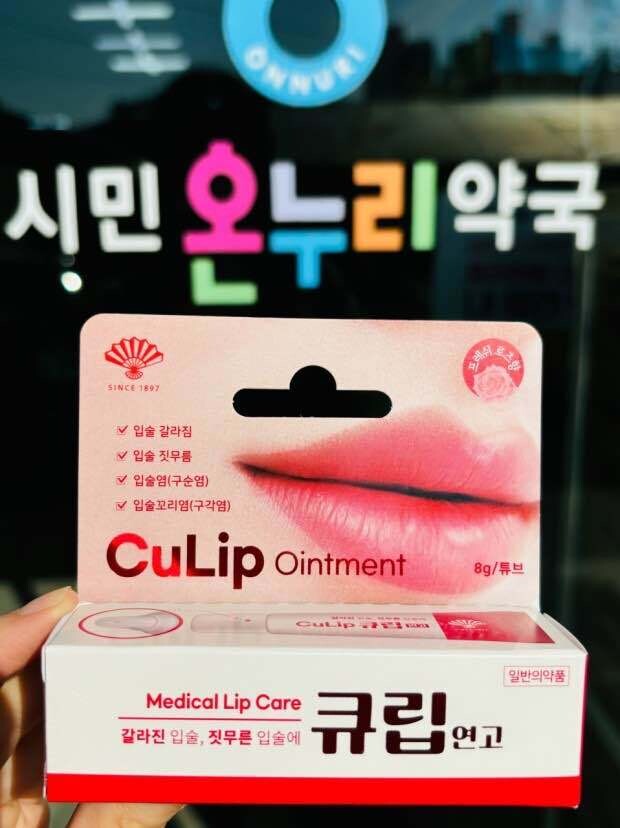 ONNURI
시민 온누리약국
SINCE 1897
프레쉬 로즈향
입술 갈라짐
입술 짓무름
입술염(구순염)
입술꼬리염(구각염)
CuLip Ointment
8g/튜브
CuLip 큐립
일반의약품
Medical Lip Care
갈라진 입술, 짓무른 입술에
큐립연고